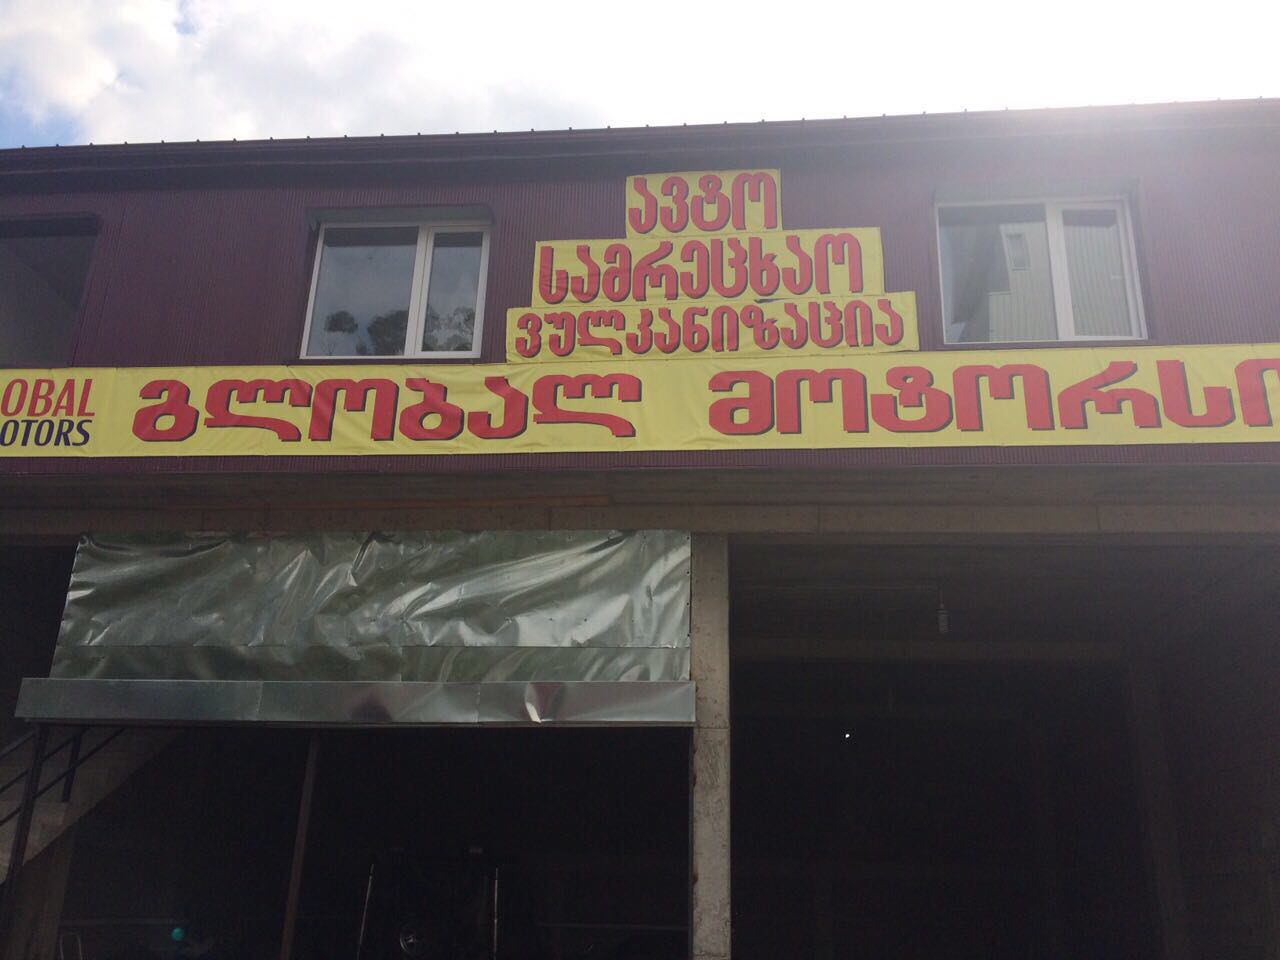 ავტო
სამრეცხაო
ვულკანიზაცია
OBAL
OTORS
გლობალ მოტორსი